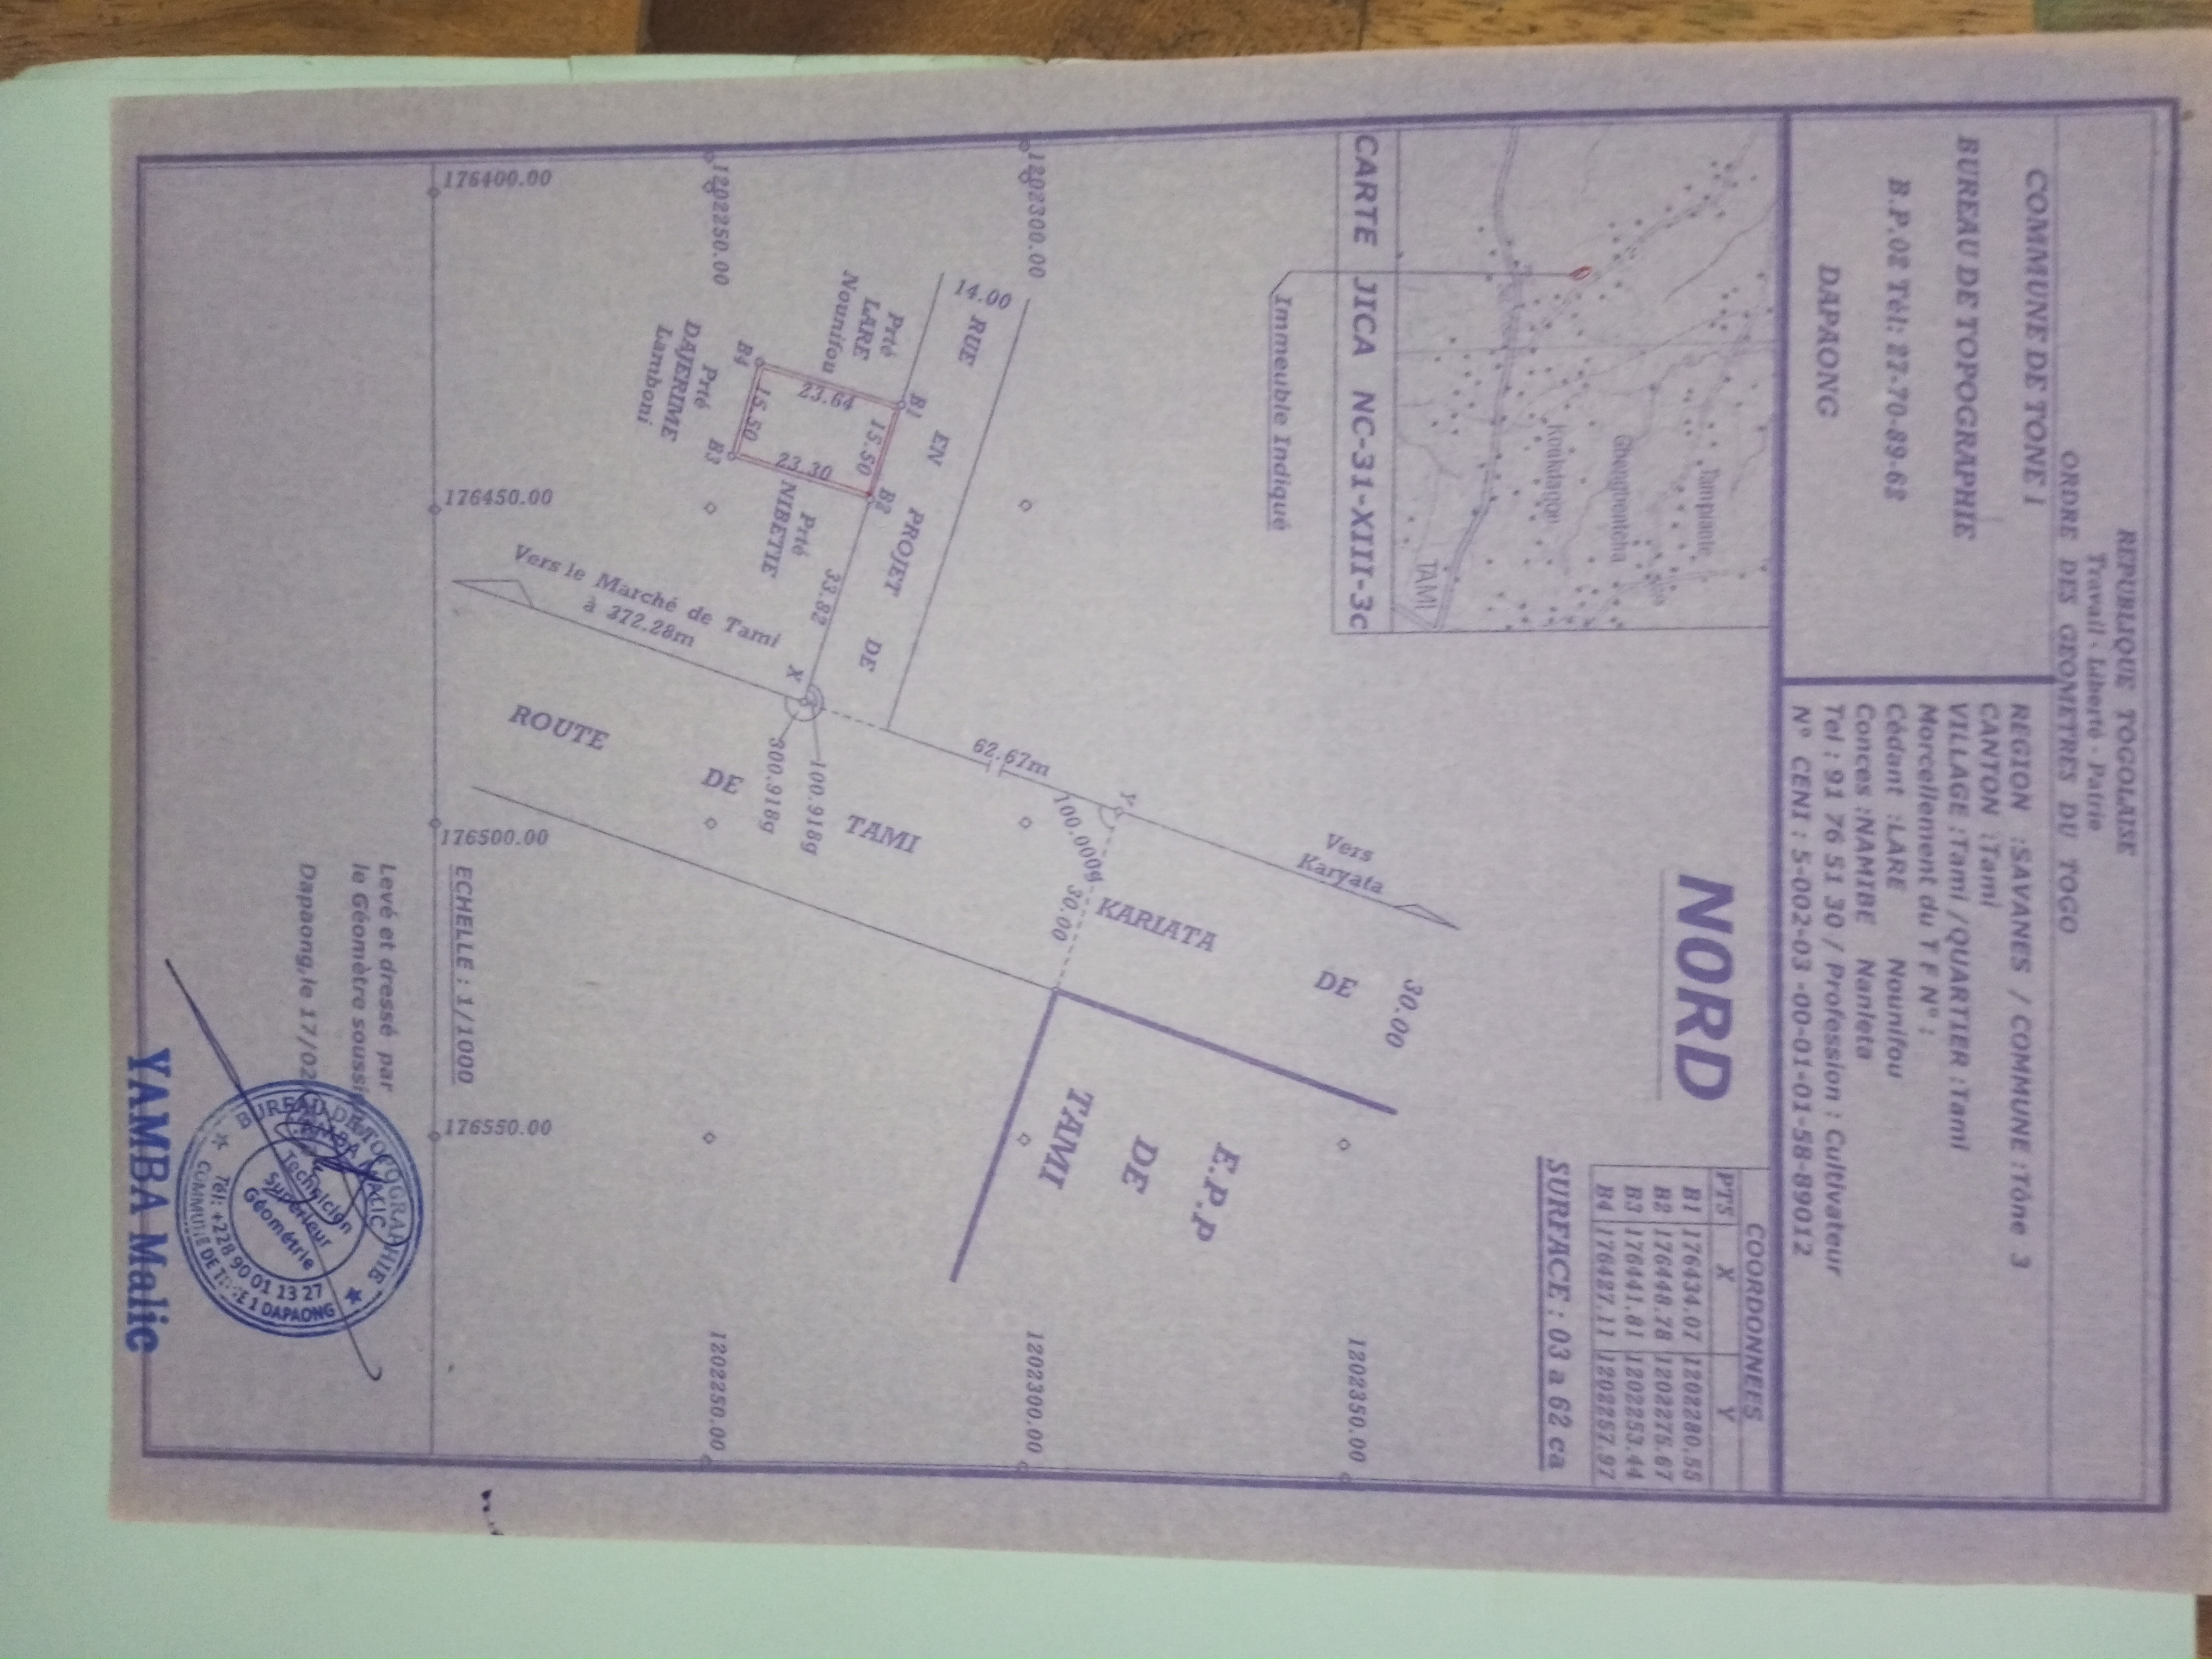 REPUBLIQUE TOGOLAISE
Travail - Liberté - Patrie
ORDRE DES GEOMETRES DU TOGO
COMMUNE DE TONE 1
BUREAU DE TOPOGRAPHIE
B.P.02 Tél: 27-70-89-68
DAPAONG
REGION :SAVANES / COMMUNE :Tône 3
CANTON :Tami
VILLAGE :Tami /QUARTIER :Tami
Morcellement du T F N° :
Cédant :LARE Nounifou
Conces :NAMIBE Nanleta
Tel : 91 76 51 30 / Profession : Cultivateur
N° CENI : 5-002-03 -00-01-01-58-89012
Tampiante
Gbengbentcha
Koukdague
TAMI
CARTE JICA NC-31-XIII-3c
Immeuble Indiqué
NORD
COORDONNEES
PTS X Y
B1 176434.07 1202280.55
B2 176448.78 1202275.67
B3 176441.81 1202253.44
B4 176427.11 1202257.97
SURFACE : 03 a 62 ca
1202350.00
1202300.00
1202300.00
1202250.00
1202250.00
14.00
RUE EN PROJET DE
Prté
LARE
Nounifou
Prté
DAJERIME
Lamboni
Prté
NIBETIE
B1
B2
B3
B4
15.50
23.64
23.30
15.50
33.82
X
Y
62.67m
100.000g
30.00
100.918g
300.918g
Vers
Karyata
Vers le Marché de Tami
à 372.28m
ROUTE DE TAMI KARIATA DE
30.00
E.P.P
DE
TAMI
176400.00
176450.00
176500.00
176550.00
ECHELLE : 1/1000
Levé et dressé par
le Géomètre soussi
Dapaong,le 17/02
BUREAU DE TOPOGRAPHIE
YAMBA MALIC
Technicien
Supérieur
Géométrie
Tél: +228 90 01 13 27
COMMUNE DE TONE 1 DAPAONG
YAMBA Malic